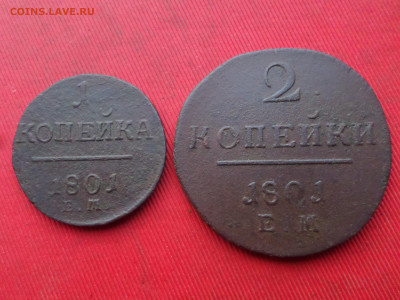 COINS.LAVE.RU
1
КОПЕЙКА
1801
Е.М
2
КОПЕЙКИ
1801
Е.М